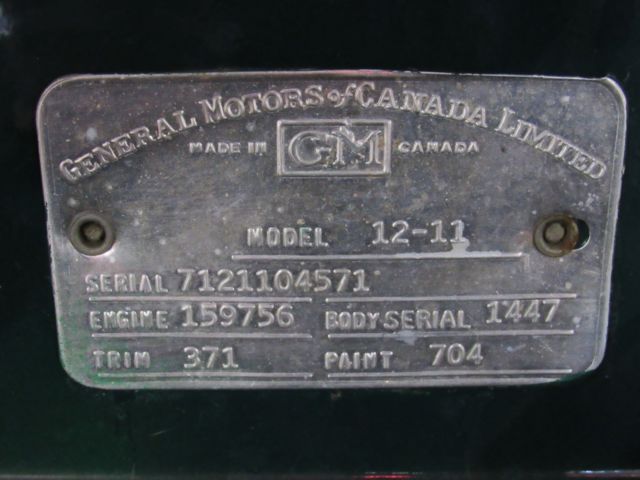 GENERAL MOTORS of CANADA LIMITED
MADE IN GM CANADA
MODEL 12-11
SERIAL 7121104571
ENGINE 159756 BODY SERIAL 1447
TRIM 371 PAINT 704